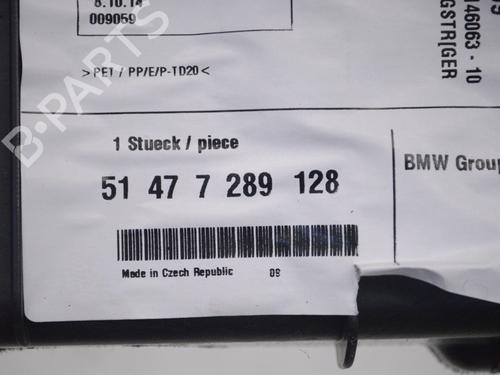 8.10.14
009059
>PET / PP/E/P-TD20<
146063 - 10
GSTR[GER
1 Stueck / piece
51 47 7 289 128
BMW Group
Made in Czech Republic 09
B-PARTS